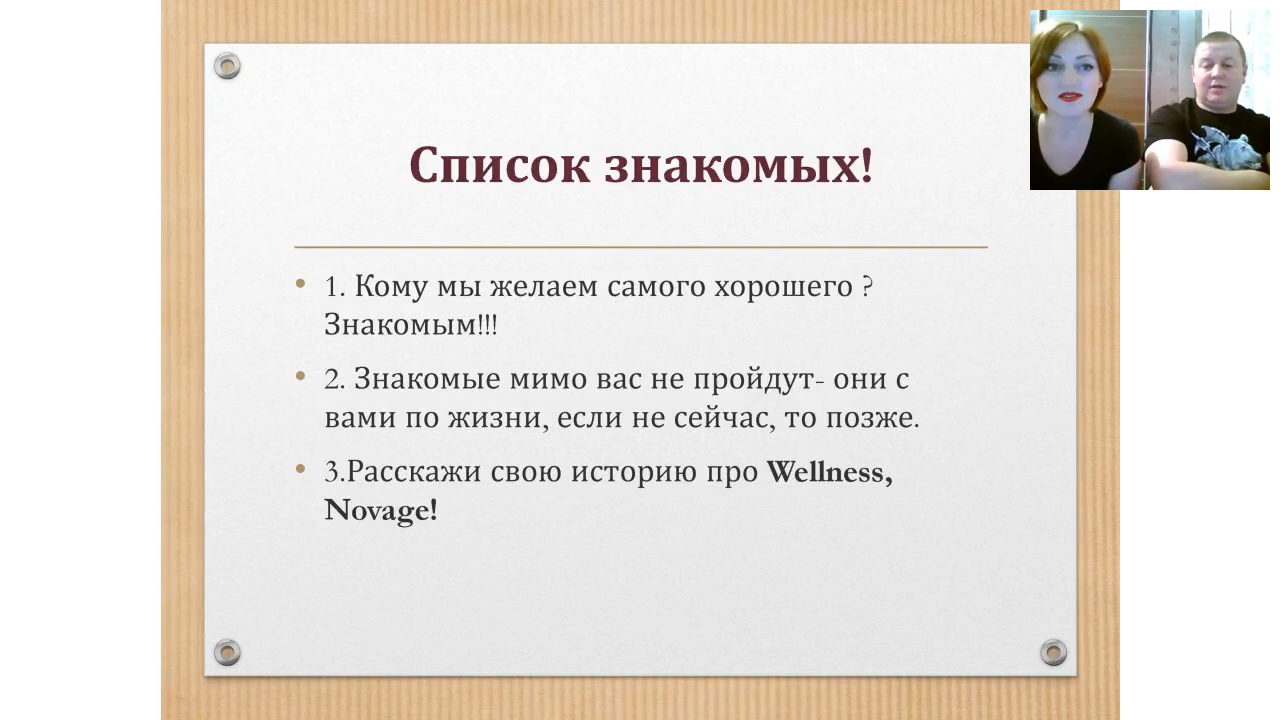 Список знакомых!
• 1. Кому мы желаем самого хорошего ?
Знакомым!!!
• 2. Знакомые мимо вас не пройдут- они с
вами по жизни, если не сейчас, то позже.
• 3.Расскажи свою историю про Wellness,
Novage!